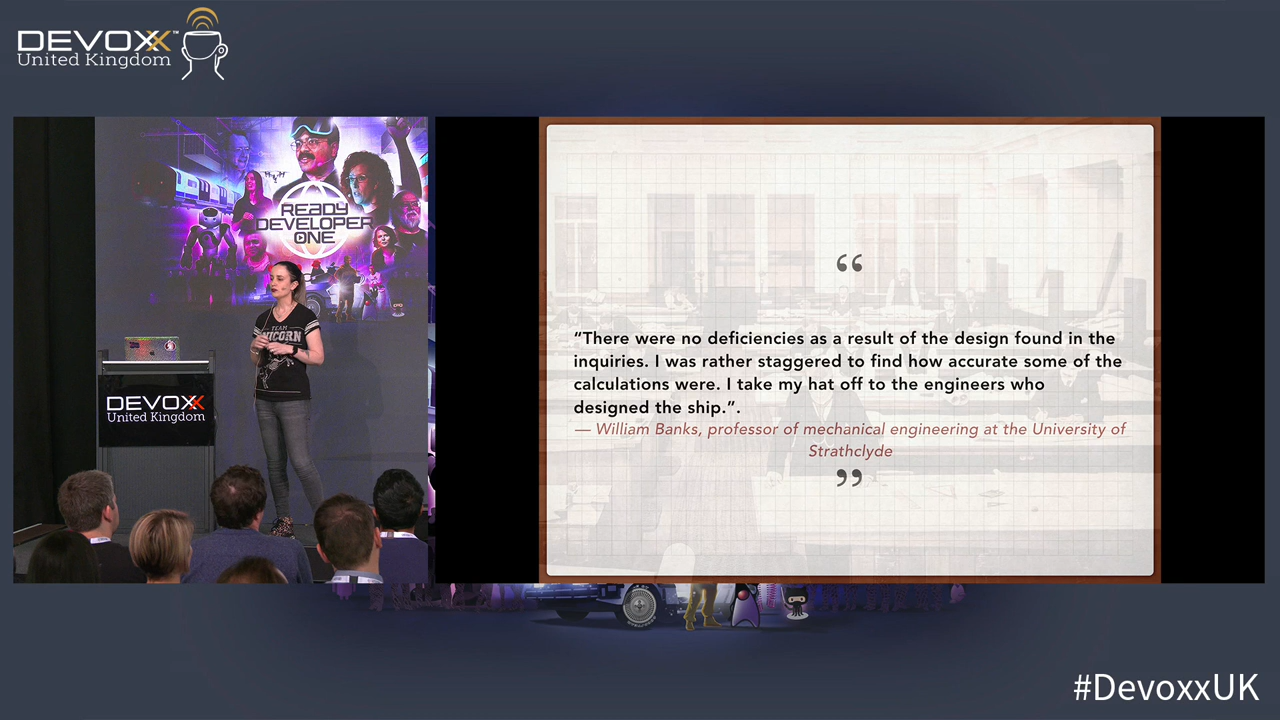 DEVOXX™
United Kingdom
READY
DEVELOPER
ONE
TEAM
UNICORN
DEVOXX
United Kingdom
“
“There were no deficiencies as a result of the design found in the
inquiries. I was rather staggered to find how accurate some of the
calculations were. I take my hat off to the engineers who
designed the ship.”.
— William Banks, professor of mechanical engineering at the University of
Strathclyde
”
#DevoxxUK